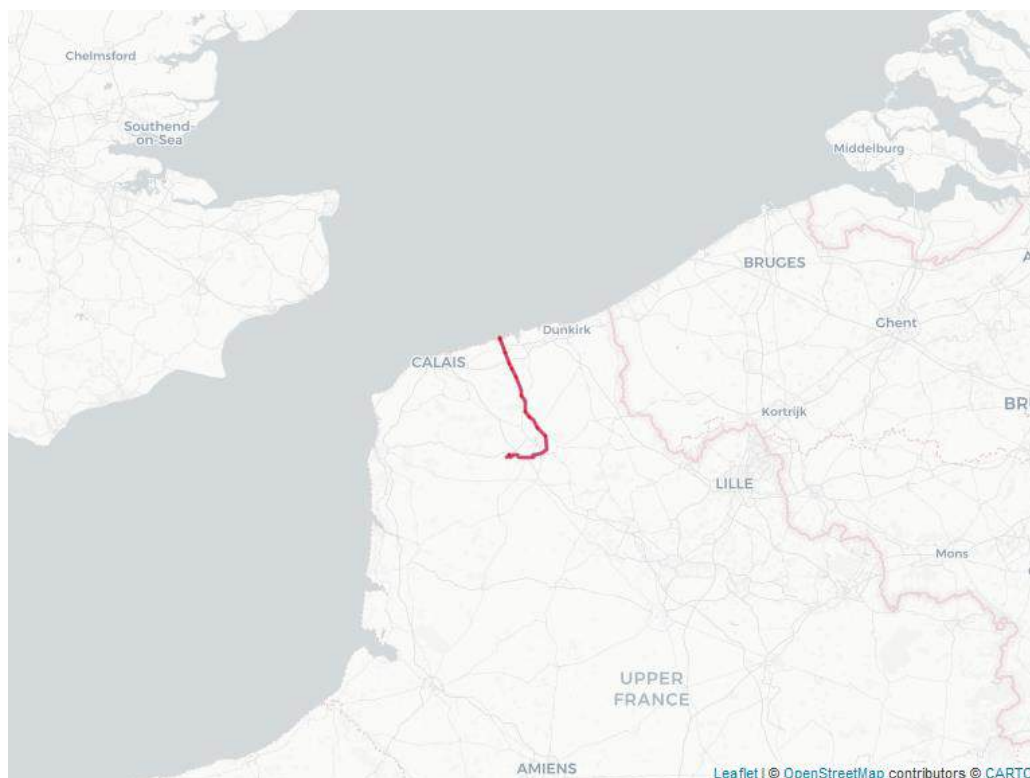 Chelmsford
Southend-
on-Sea
Middelburg
BRUGES
Ghent
Dunkirk
CALAIS
Kortrijk
LILLE
Mons
UPPER
FRANCE
AMIENS
Leaflet | © OpenStreetMap contributors © CARTO